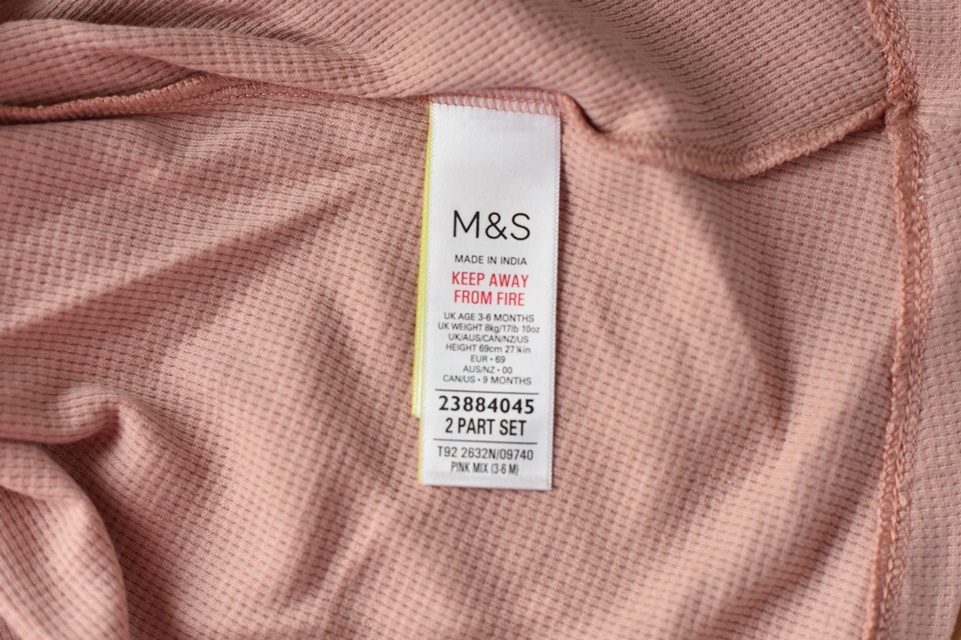 M&S
MADE IN INDIA
KEEP AWAY
FROM FIRE
UK AGE 3-6 MONTHS
UK WEIGHT 8kg/17lb 10oz
UK/AUS/CAN/NZ/US
HEIGHT 69cm 27¼in
EUR • 69
AUS/NZ • 00
CAN/US • 9 MONTHS
23884045
2 PART SET
T92 2632N/09740
PINK MIX (3-6 M)